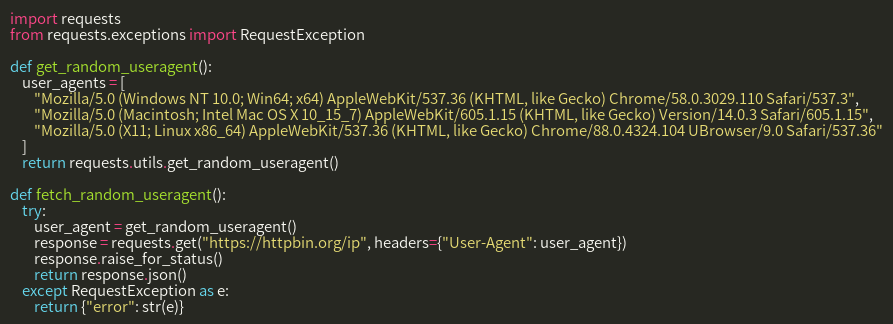 import requests
from requests.exceptions import RequestException
def get_random_useragent():
user_agents = [
"Mozilla/5.0 (Windows NT 10.0; Win64; x64) AppleWebKit/537.36 (KHTML, like Gecko) Chrome/58.0.3029.110 Safari/537.3",
"Mozilla/5.0 (Macintosh; Intel Mac OS X 10_15_7) AppleWebKit/605.1.15 (KHTML, like Gecko) Version/14.0.3 Safari/605.1.15",
"Mozilla/5.0 (X11; Linux x86_64) AppleWebKit/537.36 (KHTML, like Gecko) Chrome/88.0.4324.104 UBrowser/9.0 Safari/537.36"
]
return requests.utils.get_random_useragent()
def fetch_random_useragent():
try:
user_agent = get_random_useragent()
response = requests.get("https://httpbin.org/ip", headers={"User-Agent": user_agent})
response.raise_for_status()
return response.json()
except RequestException as e:
return {"error": str(e)}